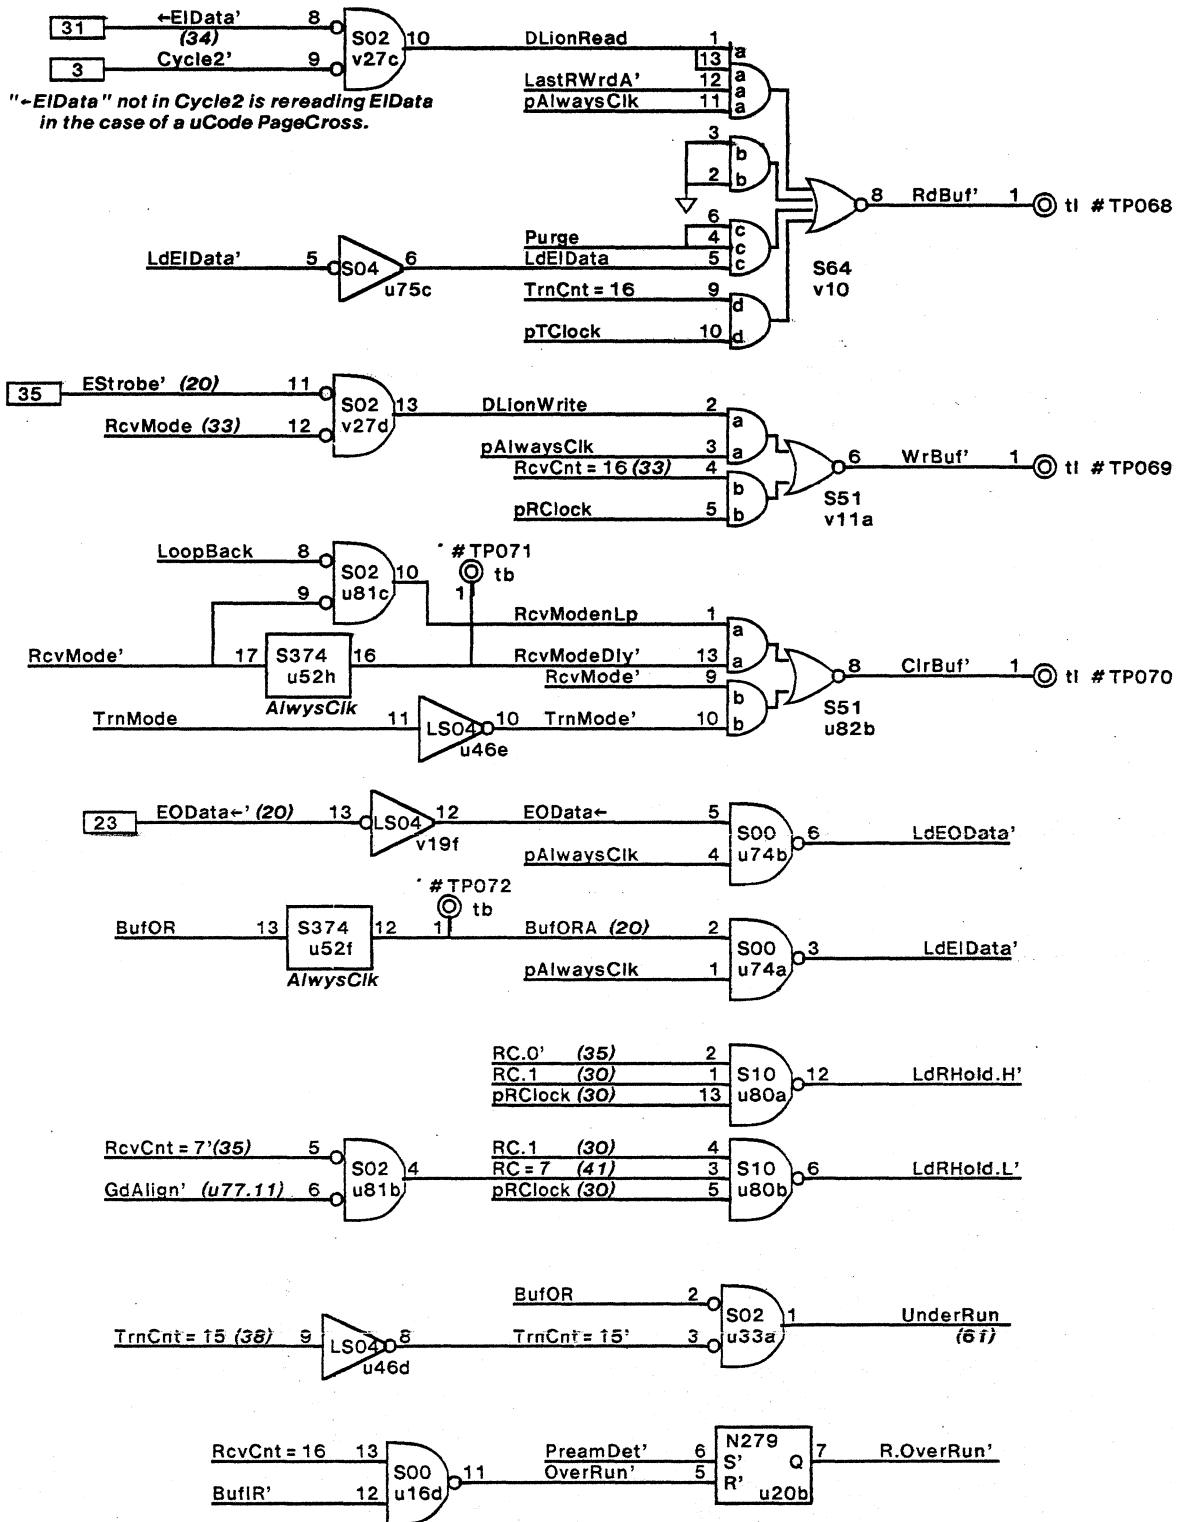 31 ←EIData' (34) 8 S02 v27c 10 DLionRead 1 a
3 Cycle2' 9 13 a
"←EIData" not in Cycle2 is rereading EIData
in the case of a uCode PageCross.
LastRWrdA' 12 a
pAlwaysClk 11 a
3 b
2 b
8 RdBuf' 1 tl #TP068
6 c
Purge 4 c
LdEIData' 5 S04 u75c 6 LdEIData 5 c
S64
v10
TrnCnt = 16 9 d
pTClock 10 d
35 EStrobe' (20) 11 S02 v27d 13 DLionWrite 2 a
RcvMode (33) 12
pAlwaysClk 3 a
RcvCnt = 16 (33) 4 b
6 WrBuf' 1 tl #TP069
S51
v11a
pRClock 5 b
LoopBack 8 S02 u81c 10
9
#TP071
tb
1
RcvModenLp 1 a
RcvMode' 17 S374 u52h 16 RcvModeDly' 13 a
AlwysClk
RcvMode' 9 b
8 ClrBuf' 1 tl #TP070
S51
u82b
TrnMode 11 LS04 u46e 10 TrnMode' 10 b
23 EOData←' (20) 13 LS04 v19f 12 EOData← 5 S00 u74b 6 LdEOData'
pAlwaysClk 4
#TP072
tb
BufOR 13 S374 u52f 12 1 BufORA (20) 2 S00 u74a 3 LdEIData'
AlwysClk
pAlwaysClk 1
RC.0' (35) 2
RC.1 (30) 1 S10 u80a 12 LdRHold.H'
pRClock (30) 13
RcvCnt = 7' (35) 5 S02 u81b 4
GdAlign' (u77.11) 6
RC.1 (30) 4
RC = 7 (41) 3 S10 u80b 6 LdRHold.L'
pRClock (30) 5
BufOR 2 S02 u33a 1 UnderRun
(61)
TrnCnt = 15 (38) 9 LS04 u46d 8 TrnCnt = 15' 3
RcvCnt = 16 13 S00 u16d 11
BufIR' 12
PreamDet' 6 N279 S' Q 7 R.OverRun'
OverRun' 5 R' u20b